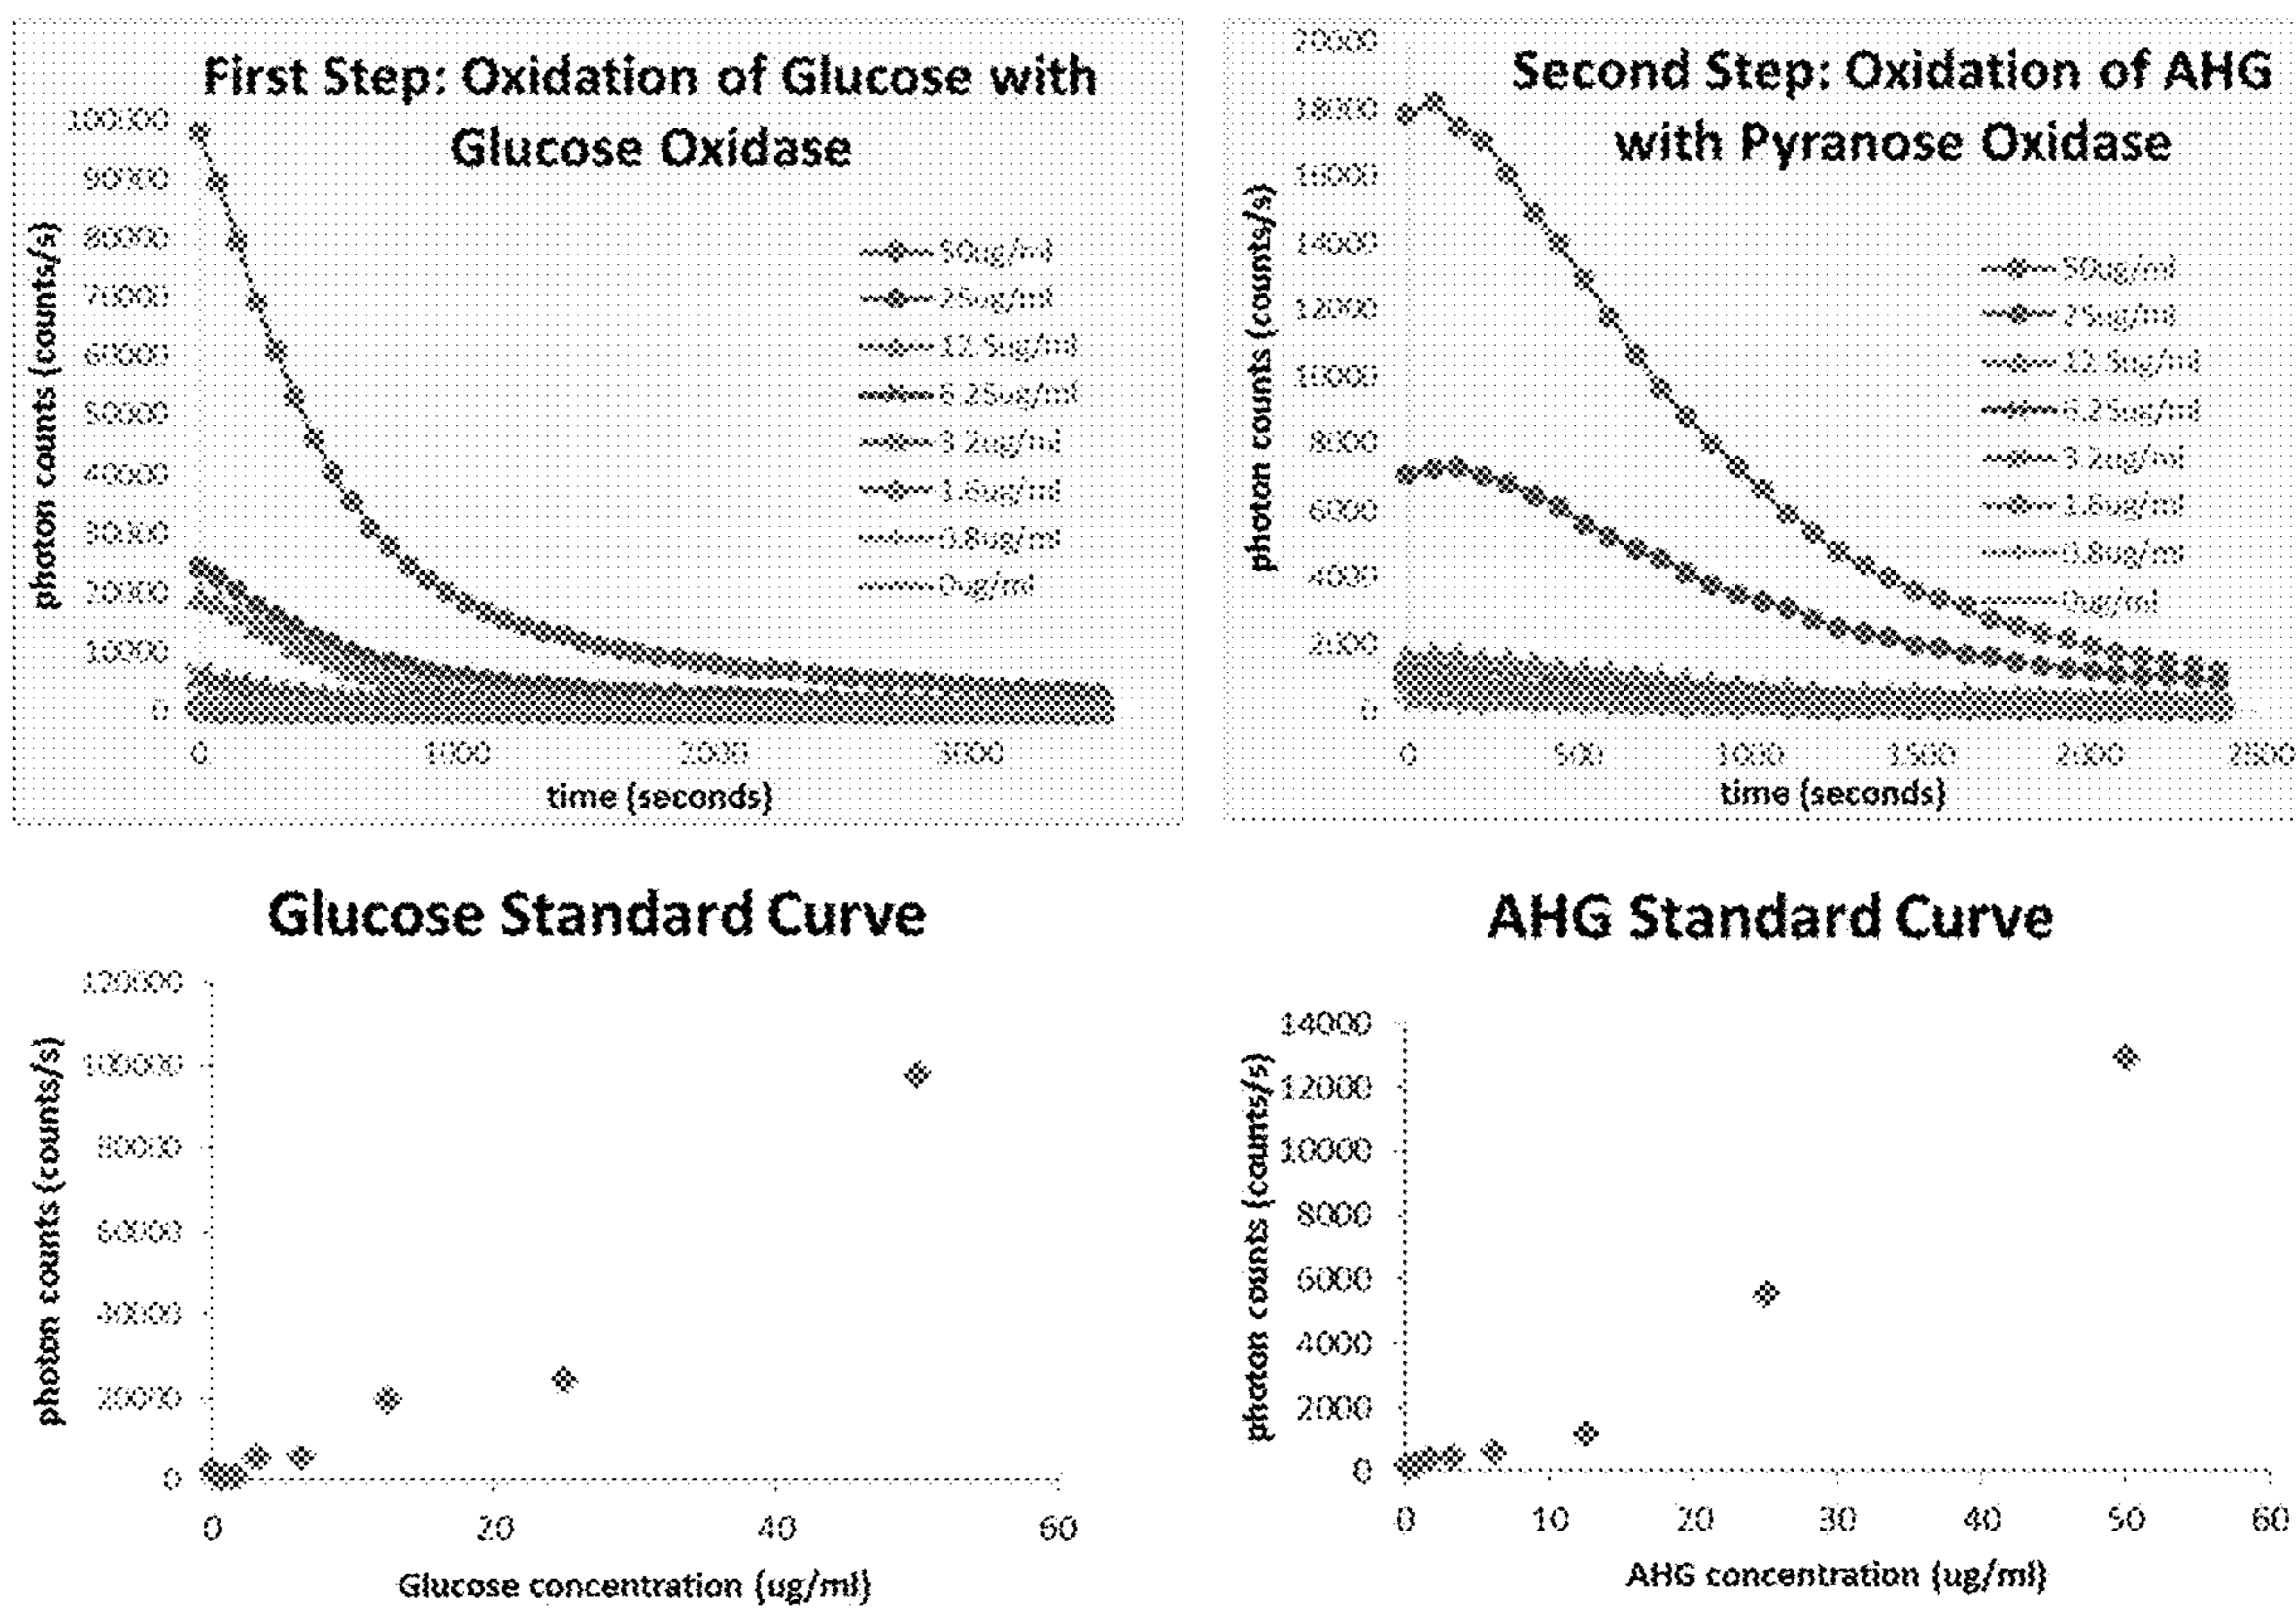 First Step: Oxidation of Glucose with
Glucose Oxidase
photon counts (counts/s)
100000
90000
80000
70000
60000
50000
40000
30000
20000
10000
0
50ug/ml
25ug/ml
12.5ug/ml
6.25ug/ml
3.2ug/ml
1.6ug/ml
0.8ug/ml
0ug/ml
0 1000 2000 3000
time (seconds)
Second Step: Oxidation of AHG
with Pyranose Oxidase
photon counts (counts/s)
20000
18000
16000
14000
12000
10000
8000
6000
4000
2000
0
50ug/ml
25ug/ml
12.5ug/ml
6.25ug/ml
3.2ug/ml
1.6ug/ml
0.8ug/ml
0ug/ml
0 500 1000 1500 2000 2500
time (seconds)
Glucose Standard Curve
photon counts (counts/s)
120000
100000
80000
60000
40000
20000
0
0 20 40 60
Glucose concentration (ug/ml)
AHG Standard Curve
photon counts (counts/s)
14000
12000
10000
8000
6000
4000
2000
0
0 10 20 30 40 50 60
AHG concentration (ug/ml)